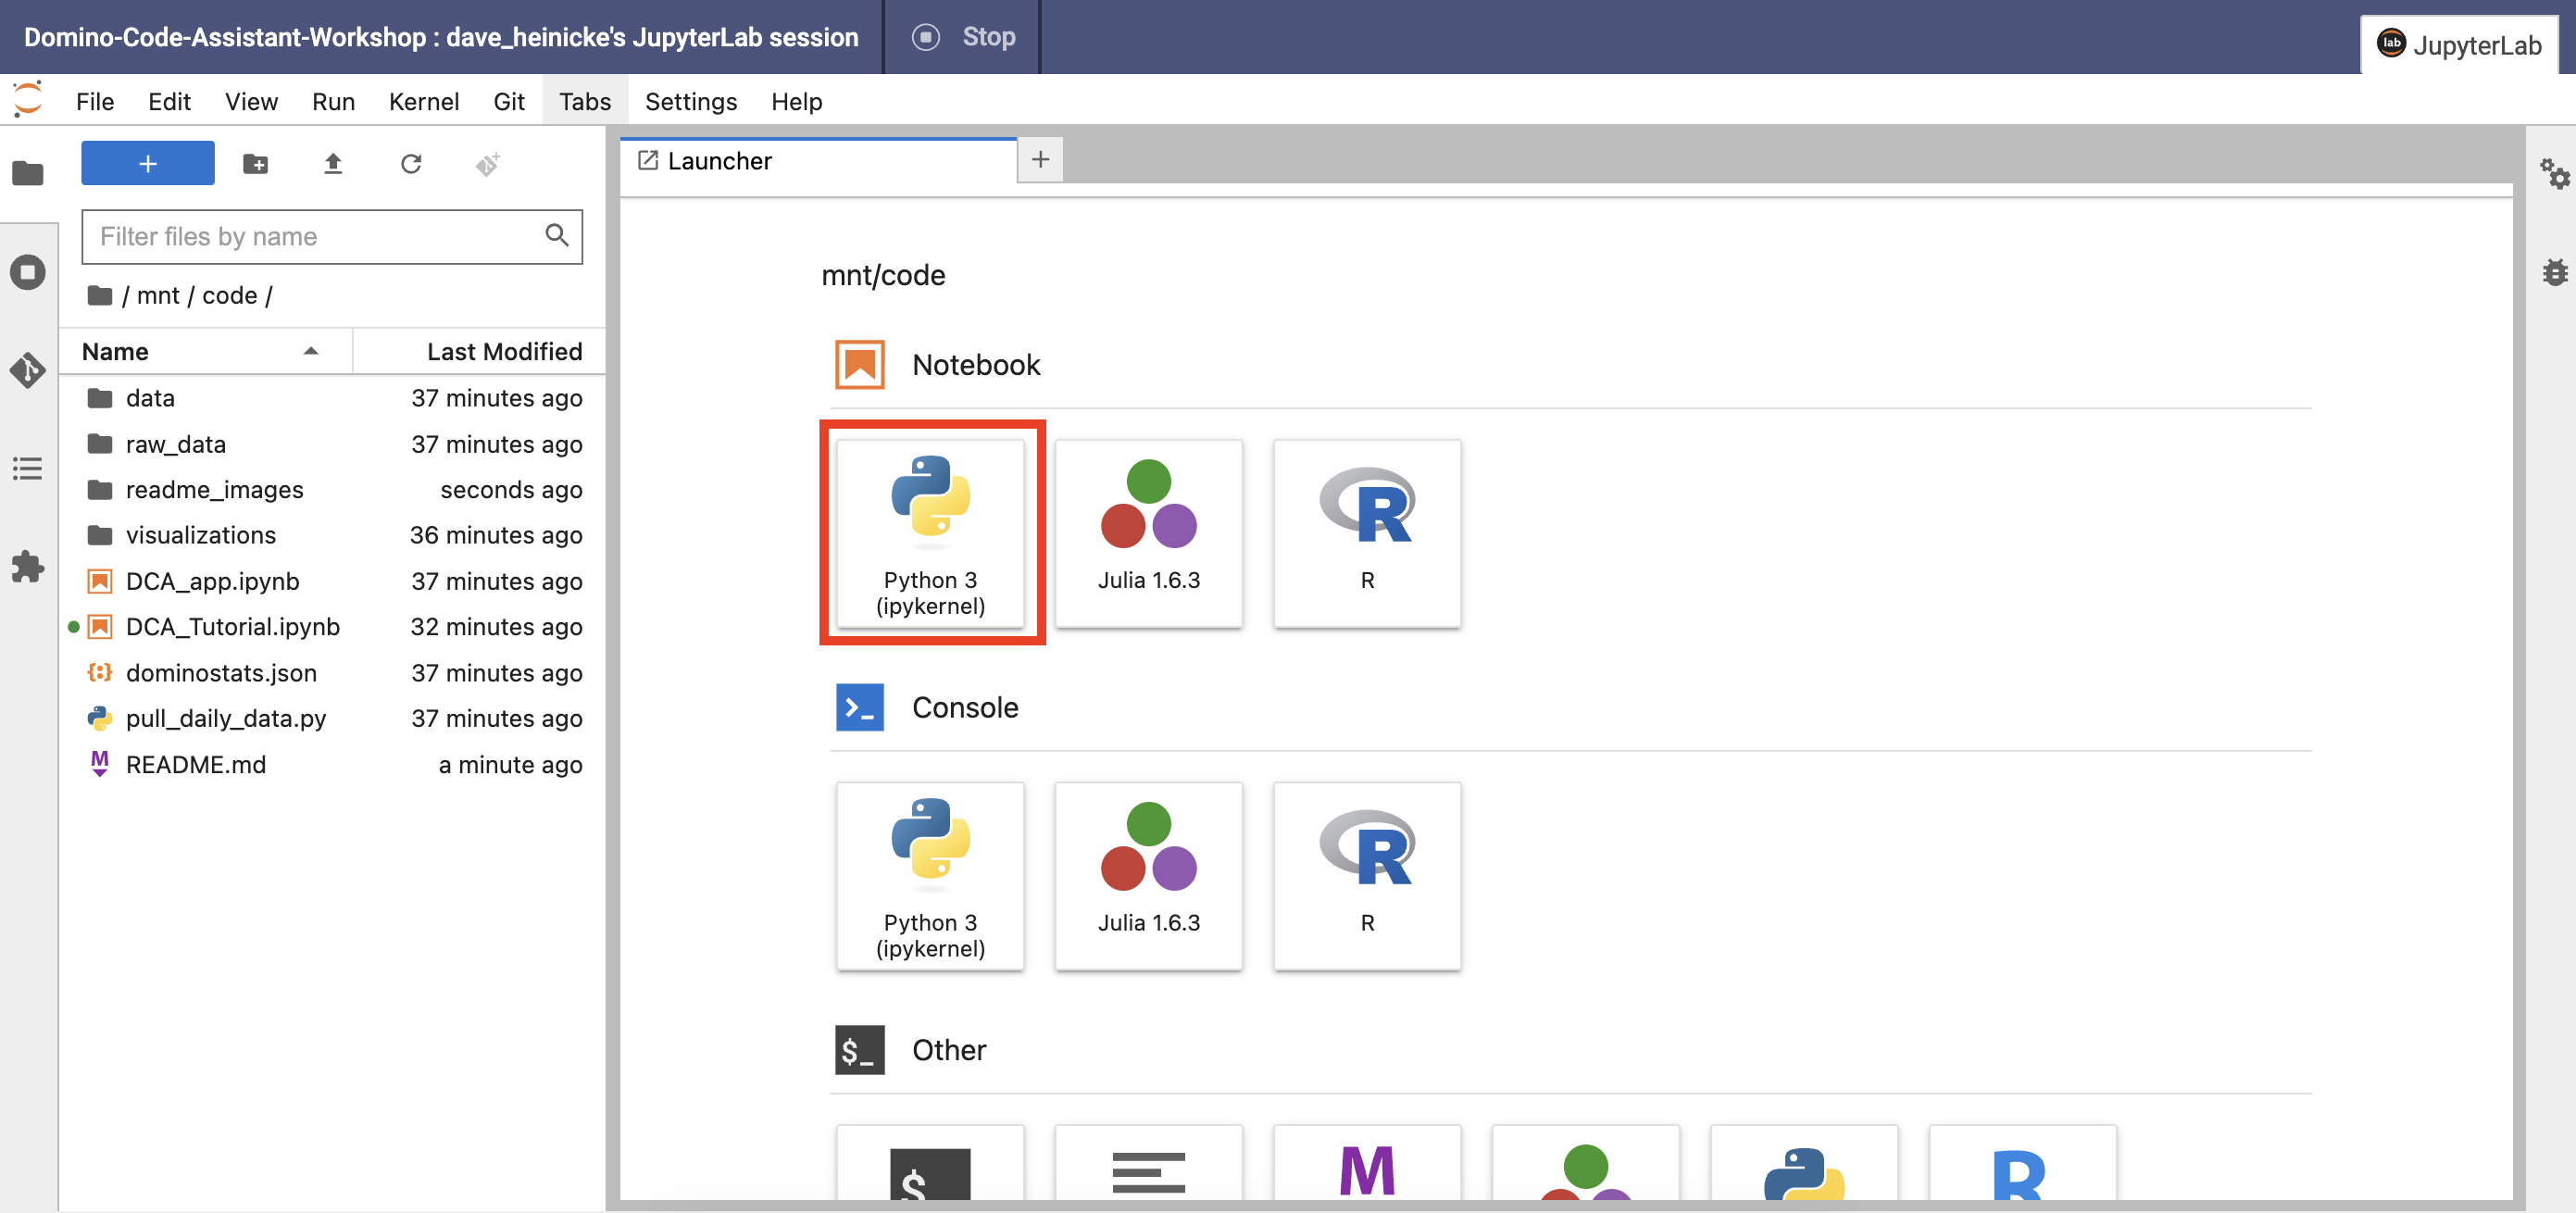 Domino-Code-Assistant-Workshop : dave_heinicke's JupyterLab session
Stop
lab JupyterLab
File Edit View Run Kernel Git Tabs Settings Help
+
Launcher
+
Filter files by name
/ mnt / code /
Name Last Modified
data 37 minutes ago
raw_data 37 minutes ago
readme_images seconds ago
visualizations 36 minutes ago
DCA_app.ipynb 37 minutes ago
DCA_Tutorial.ipynb 32 minutes ago
{:} dominostats.json 37 minutes ago
pull_daily_data.py 37 minutes ago
M README.md a minute ago
mnt/code
Notebook
Python 3
(ipykernel)
Julia 1.6.3
R
R
>_ Console
Python 3
(ipykernel)
Julia 1.6.3
R
R
$_ Other
$
M
R